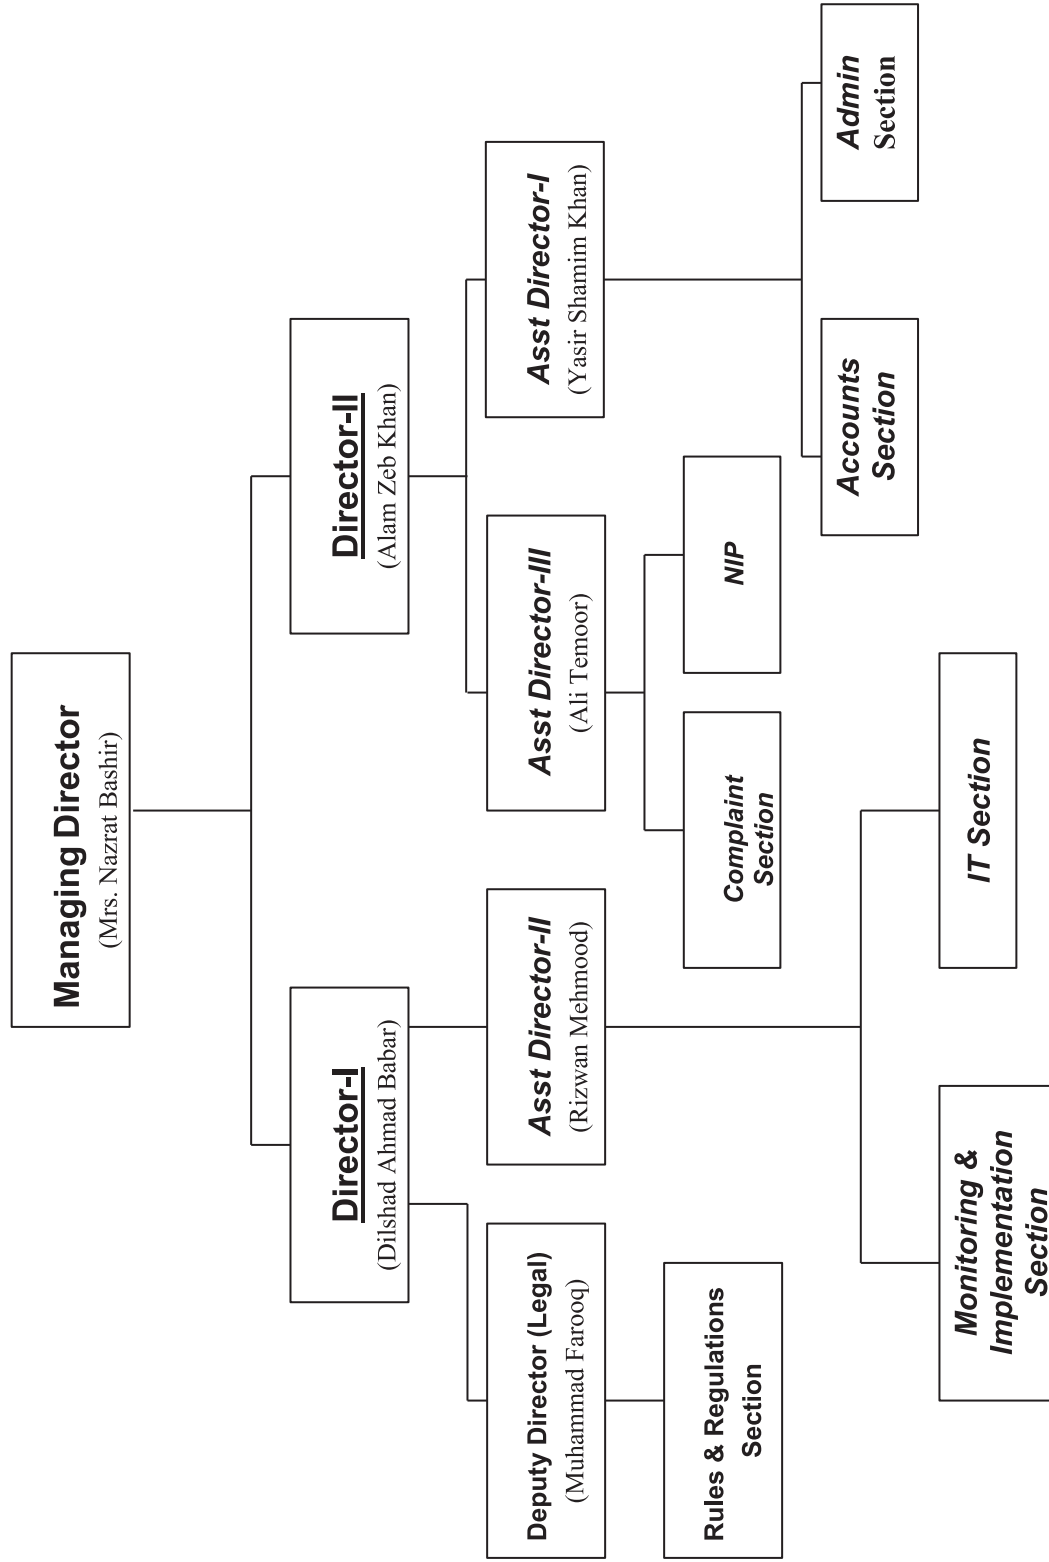 Managing Director
(Mrs. Nazrat Bashir)
Director-I
(Dilshad Ahmad Babar)
Director-II
(Alam Zeb Khan)
Deputy Director (Legal)
(Muhammad Farooq)
Asst Director-II
(Rizwan Mehmood)
Asst Director-III
(Ali Temoor)
Asst Director-I
(Yasir Shamim Khan)
Rules & Regulations
Section
Complaint
Section
NIP
Accounts
Section
Admin
Section
Monitoring &
Implementation
Section
IT Section